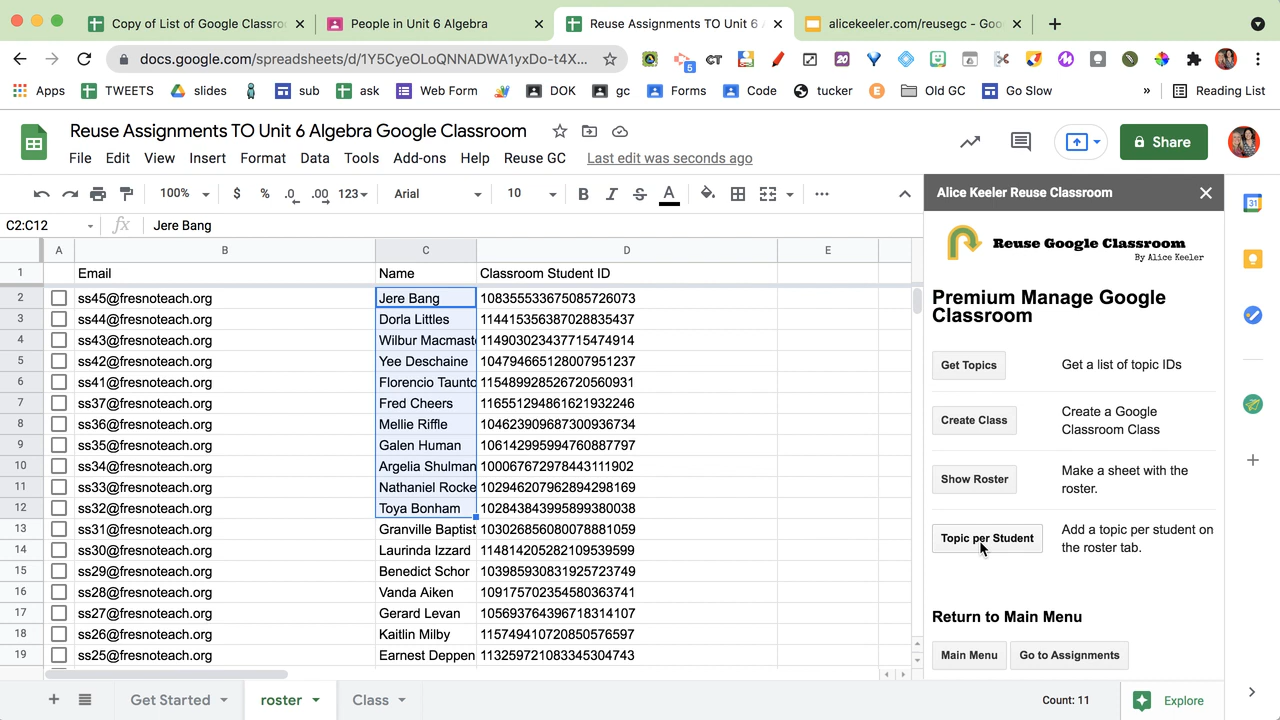 Copy of List of Google Classro
People in Unit 6 Algebra
Reuse Assignments TO Unit 6
alicekeeler.com/reusegc - Goo
docs.google.com/spreadsheets/d/1Y5CyeOLoQNNADWA1yxDo-t4X...
5
CT
20
Apps
TWEETS
slides
sub
ask
Web Form
DOK
gc
Forms
Code
tucker
E
Old GC
Go Slow
»
Reading List
Reuse Assignments TO Unit 6 Algebra Google Classroom
Share
File Edit View Insert Format Data Tools Add-ons Help Reuse GC Last edit was seconds ago
100% $ % .0 .00 123 Arial 10 B I S A
C2:C12 fx Jere Bang
A B C D E
1 Email Name Classroom Student ID
2 ss45@fresnoteach.org Jere Bang 108355533675085726073
3 ss44@fresnoteach.org Dorla Littles 114415356397028835437
4 ss43@fresnoteach.org Wilbur Macmast 114903023437715474914
5 ss42@fresnoteach.org Yee Deschaine 104794665128007951237
6 ss41@fresnoteach.org Florencio Taunto 115489928526720560931
7 ss37@fresnoteach.org Fred Cheers 116551294861621932246
8 ss36@fresnoteach.org Mellie Riffle 104623909687300936734
9 ss35@fresnoteach.org Galen Human 106142995994760887797
10 ss34@fresnoteach.org Argelia Shulman 100067672978443111902
11 ss33@fresnoteach.org Nathaniel Rocke 102946207962894298169
12 ss32@fresnoteach.org Toya Bonham 102843843995899380038
13 ss31@fresnoteach.org Granville Baptist 103026856080078881059
14 ss30@fresnoteach.org Laurinda Izzard 114814205282109539599
15 ss29@fresnoteach.org Benedict Schor 103985930831925723749
16 ss28@fresnoteach.org Vanda Aiken 109175702354580363741
17 ss27@fresnoteach.org Gerard Levan 105693764396718314107
18 ss26@fresnoteach.org Kaitlin Milby 115749410720850576597
19 ss25@fresnoteach.org Earnest Deppen 113259721083345304743
Get Started
roster
Class
Count: 11
Explore
Alice Keeler Reuse Classroom
Reuse Google Classroom
By Alice Keeler
Premium Manage Google
Classroom
Get Topics
Get a list of topic IDs
Create Class
Create a Google
Classroom Class
Show Roster
Make a sheet with the
roster.
Topic per Student
Add a topic per student on
the roster tab.
Return to Main Menu
Main Menu
Go to Assignments
31